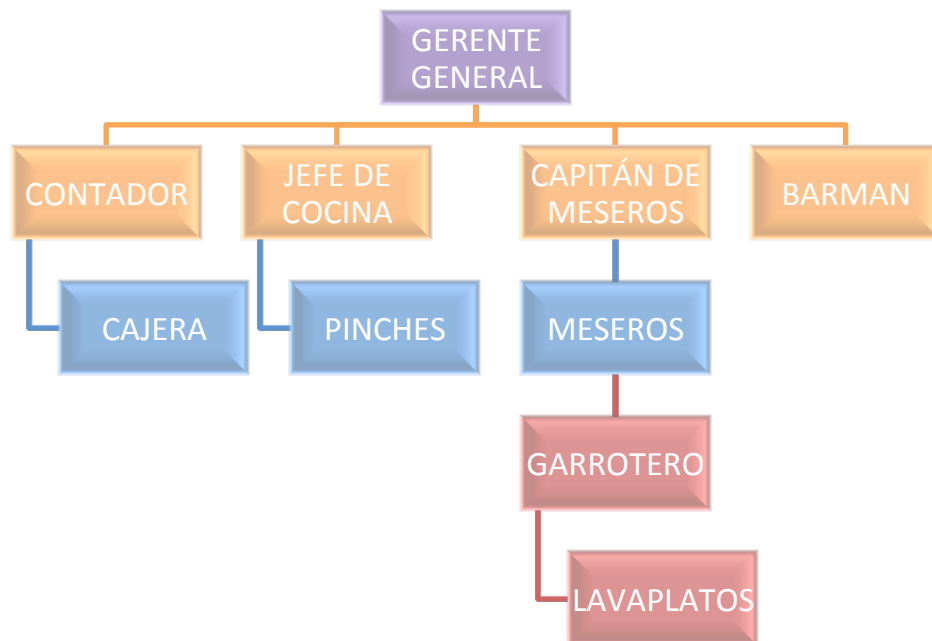 GERENTE
GENERAL
CONTADOR
JEFE DE
COCINA
CAPITÁN DE
MESEROS
BARMAN
CAJERA
PINCHES
MESEROS
GARROTERO
LAVAPLATOS